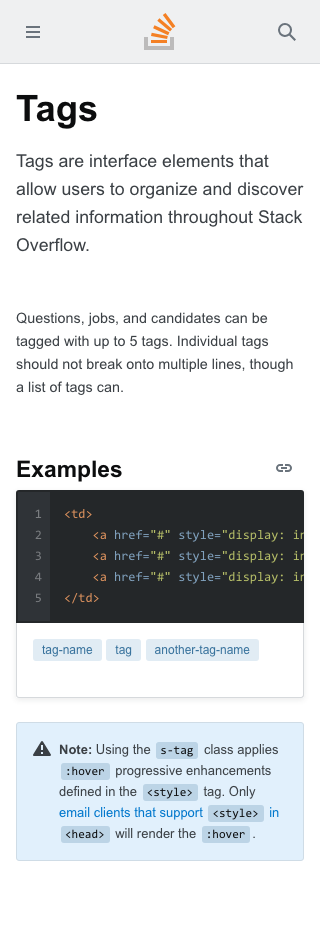 Tags
Tags are interface elements that
allow users to organize and discover
related information throughout Stack
Overflow.
Questions, jobs, and candidates can be
tagged with up to 5 tags. Individual tags
should not break onto multiple lines, though
a list of tags can.
Examples
1 <td>
2 <a href="#" style="display: in
3 <a href="#" style="display: in
4 <a href="#" style="display: in
5 </td>
tag-name tag another-tag-name
Note: Using the s-tag class applies
:hover progressive enhancements
defined in the <style> tag. Only
email clients that support <style> in
<head> will render the :hover .